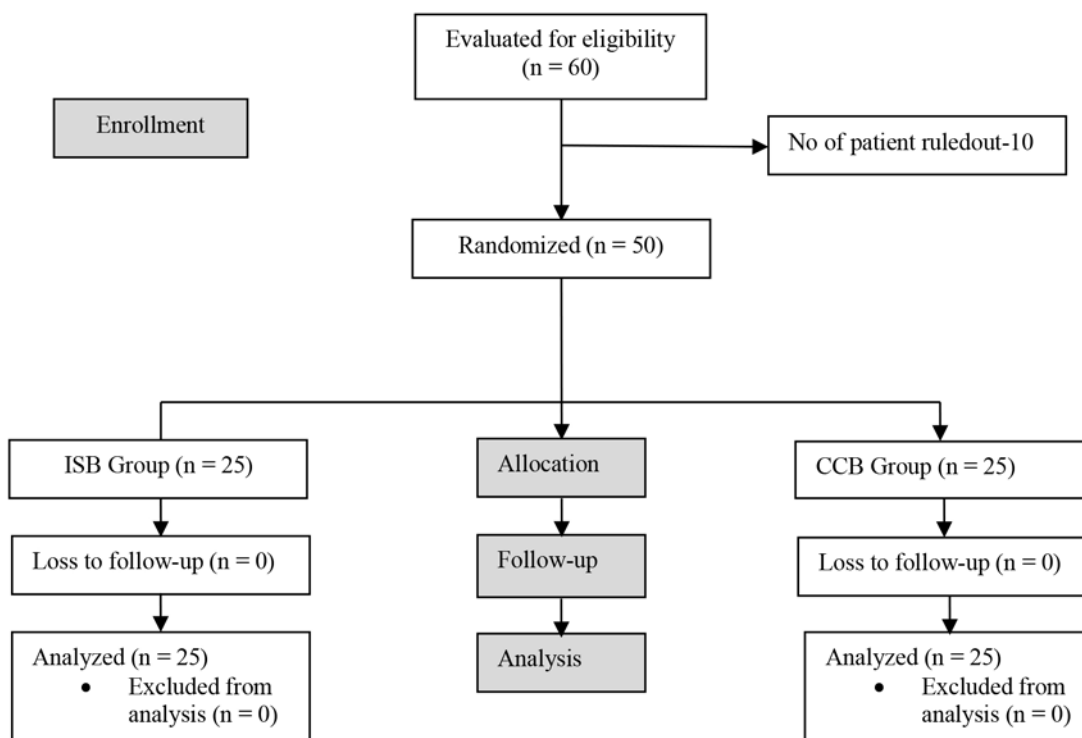 Evaluated for eligibility
(n = 60)
Enrollment
No of patient ruledout-10
Randomized (n = 50)
ISB Group (n = 25)
Allocation
CCB Group (n = 25)
Loss to follow-up (n = 0)
Follow-up
Loss to follow-up (n = 0)
Analyzed (n = 25)
• Excluded from
analysis (n = 0)
Analysis
Analyzed (n = 25)
• Excluded from
analysis (n = 0)